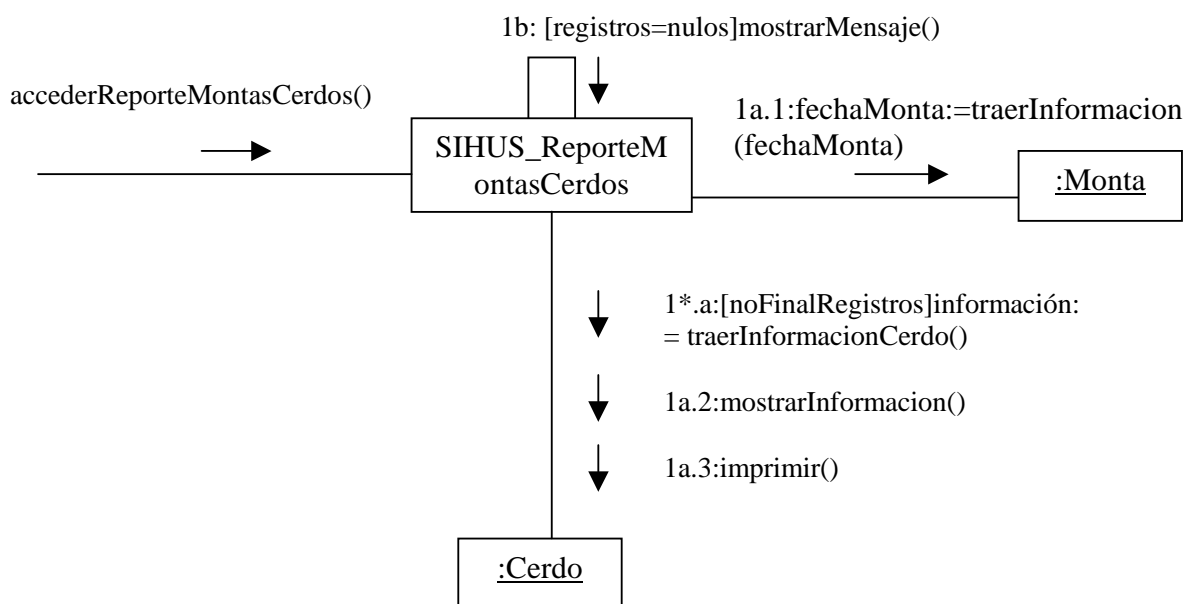 1b: [registros=nulos]mostrarMensaje()
accederReporteMontasCerdos()
1a.1:fechaMonta:=traerInformacion
(fechaMonta)
SIHUS_ReporteM
ontasCerdos
:Monta
1*.a:[noFinalRegistros]información:
= traerInformacionCerdo()
1a.2:mostrarInformacion()
1a.3:imprimir()
:Cerdo